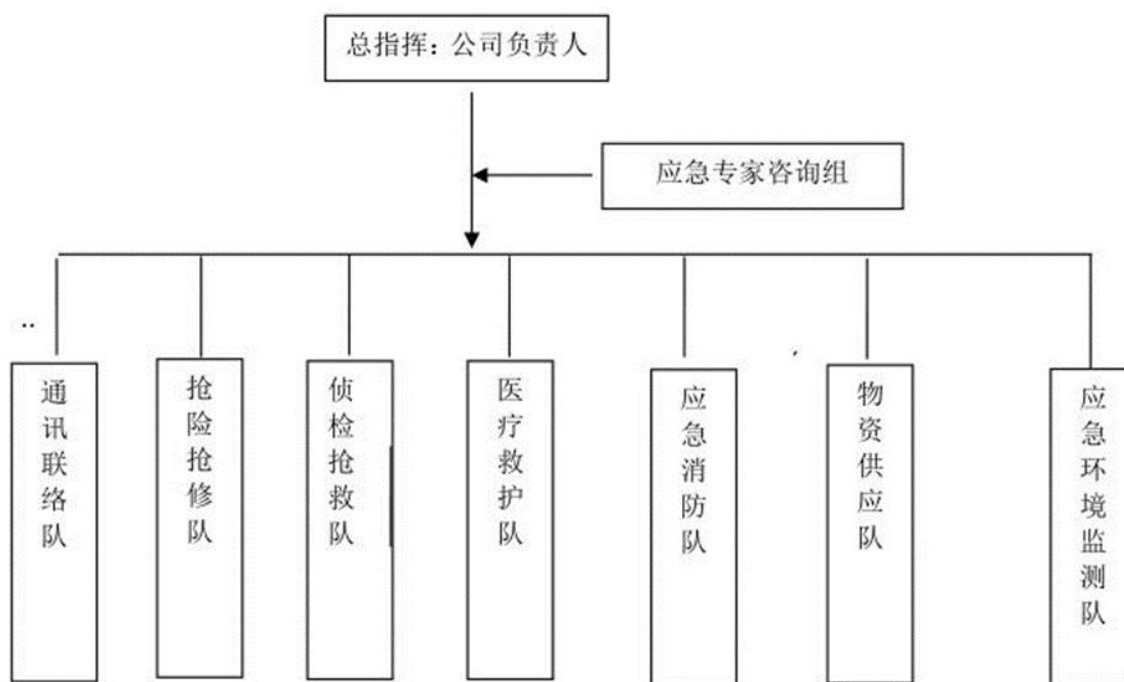 总指挥：公司负责人
应急专家咨询组
通讯联络队
抢险抢修队
侦检抢救队
医疗救护队
应急消防队
物资供应队
应急环境监测队